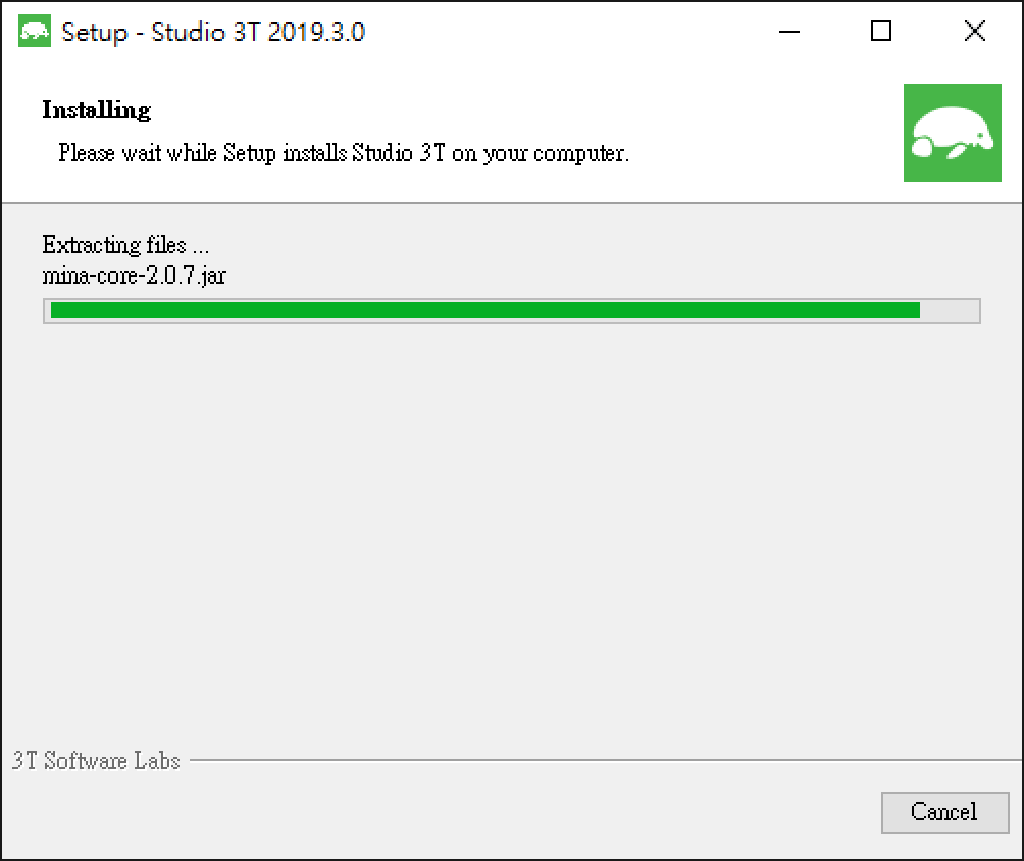 Setup - Studio 3T 2019.3.0
Installing
Please wait while Setup installs Studio 3T on your computer.
Extracting files ...
mina-core-2.0.7.jar
3T Software Labs
Cancel